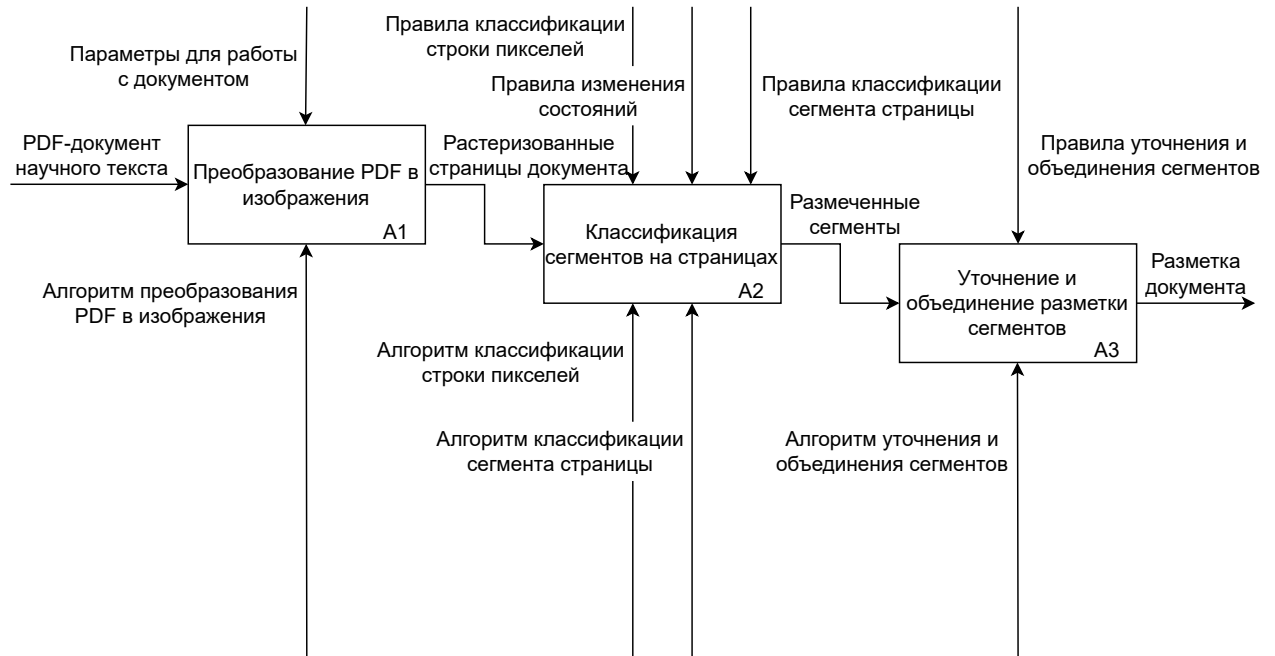 Параметры для работы
с документом
Правила классификации
строки пикселей
Правила изменения
состояний
Правила классификации
сегмента страницы
Правила уточнения и
объединения сегментов
PDF-документ
научного текста
Преобразование PDF в
изображения
A1
Растеризованные
страницы документа
Классификация
сегментов на страницах
A2
Размеченные
сегменты
Уточнение и
объединение разметки
сегментов
A3
Разметка
документа
Алгоритм преобразования
PDF в изображения
Алгоритм классификации
строки пикселей
Алгоритм классификации
сегмента страницы
Алгоритм уточнения и
объединения сегментов